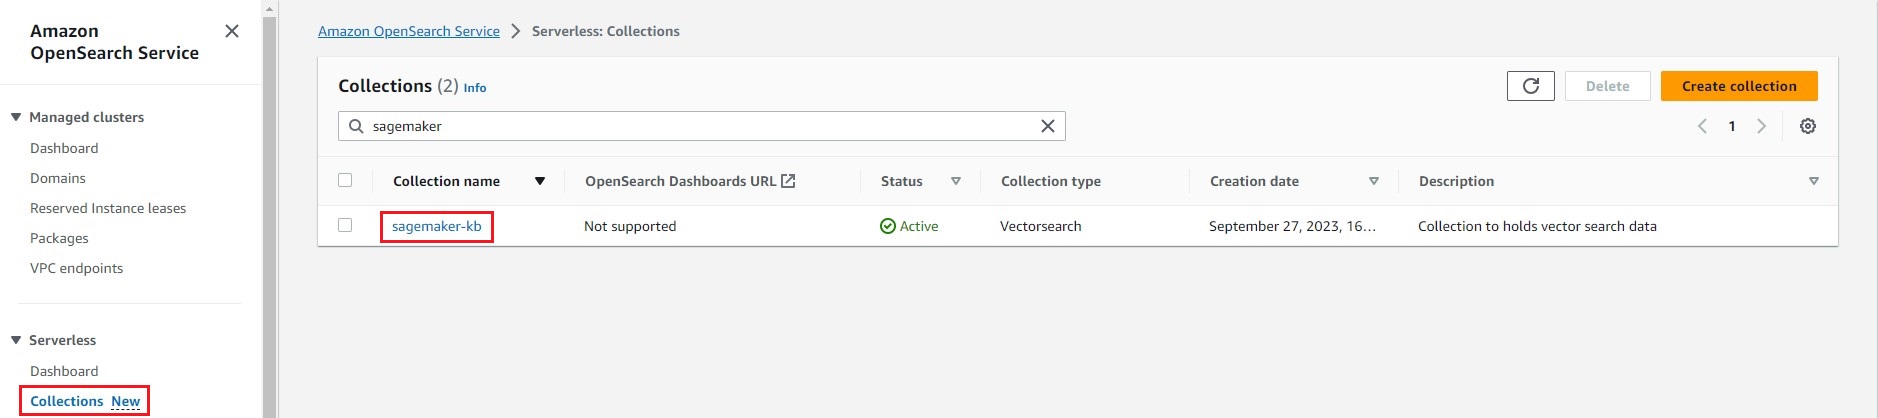 Amazon
OpenSearch Service
Managed clusters
Dashboard
Domains
Reserved Instance leases
Packages
VPC endpoints
Serverless
Dashboard
Collections New
Amazon OpenSearch Service Serverless: Collections
Collections (2) Info
Delete
Create collection
sagemaker
1
Collection name OpenSearch Dashboards URL Status Collection type Creation date Description
sagemaker-kb Not supported Active Vectorsearch September 27, 2023, 16... Collection to holds vector search data